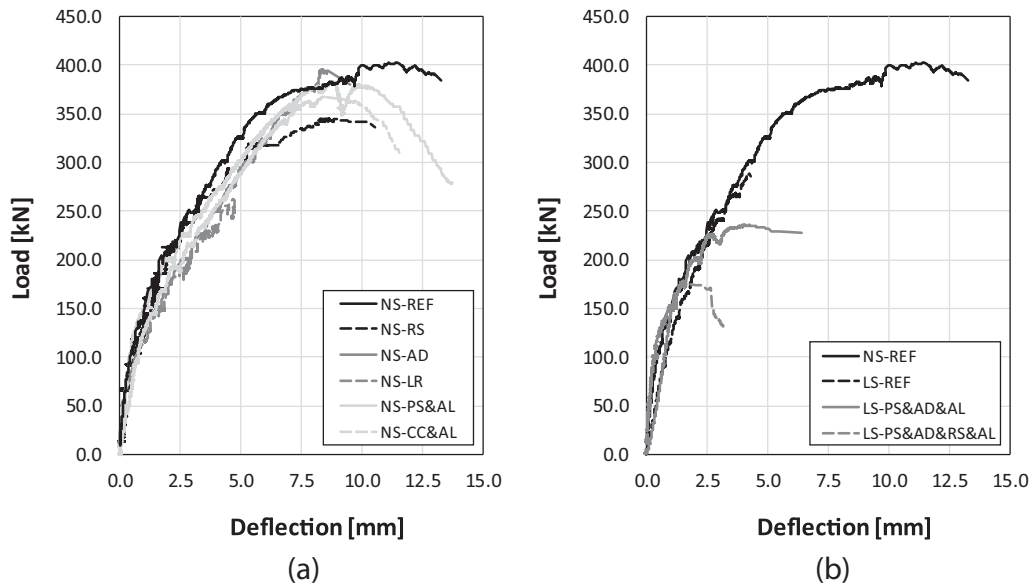 450.0
400.0
350.0
300.0
250.0
200.0
150.0
100.0
50.0
0.0
Load [kN]
0.0 2.5 5.0 7.5 10.0 12.5 15.0
Deflection [mm]
NS-REF
NS-RS
NS-AD
NS-LR
NS-PS&AL
NS-CC&AL
(a)
450.0
400.0
350.0
300.0
250.0
200.0
150.0
100.0
50.0
0.0
Load [kN]
0.0 2.5 5.0 7.5 10.0 12.5 15.0
Deflection [mm]
NS-REF
LS-REF
LS-PS&AD&AL
LS-PS&AD&RS&AL
(b)